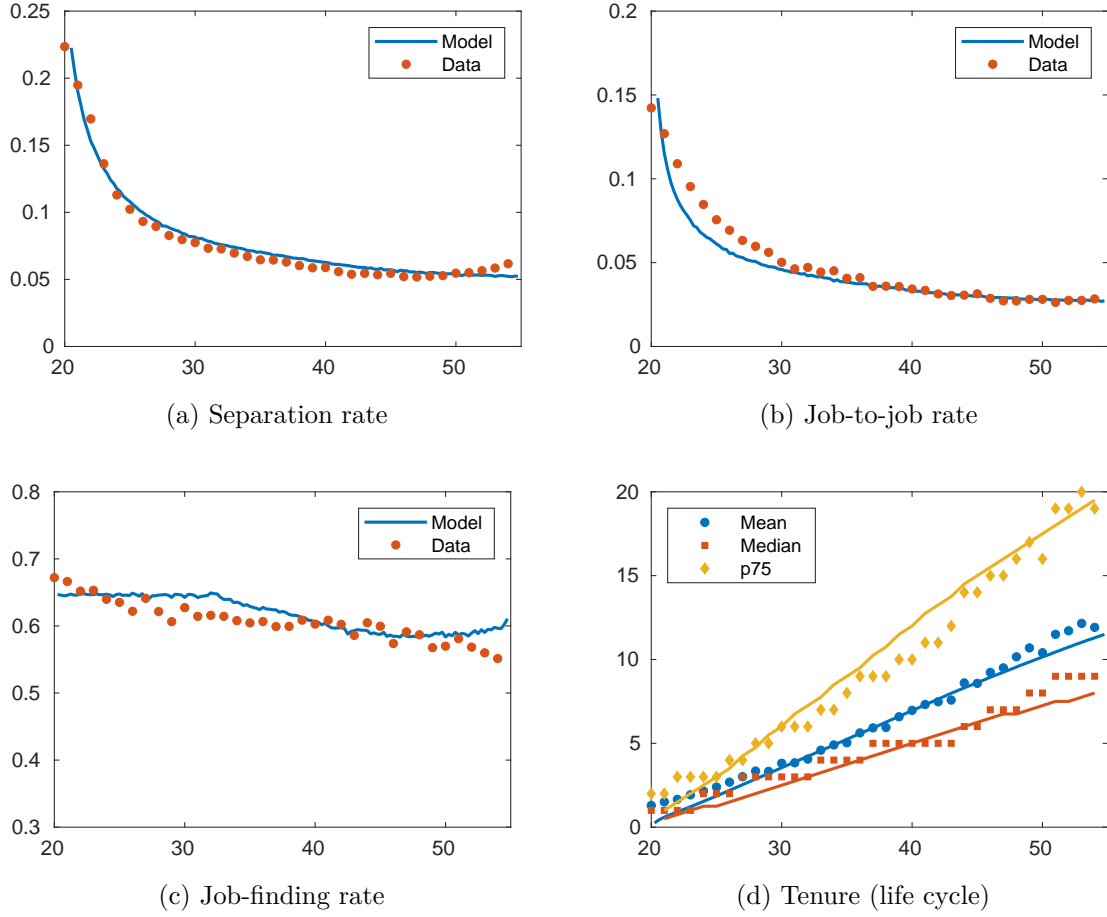 0.25
0.2
0.15
0.1
0.05
0
20 30 40 50
Model
Data
(a) Separation rate
0.2
0.15
0.1
0.05
0
20 30 40 50
Model
Data
(b) Job-to-job rate
0.8
0.7
0.6
0.5
0.4
0.3
20 30 40 50
Model
Data
(c) Job-finding rate
20
15
10
5
0
20 30 40 50
Mean
Median
p75
(d) Tenure (life cycle)